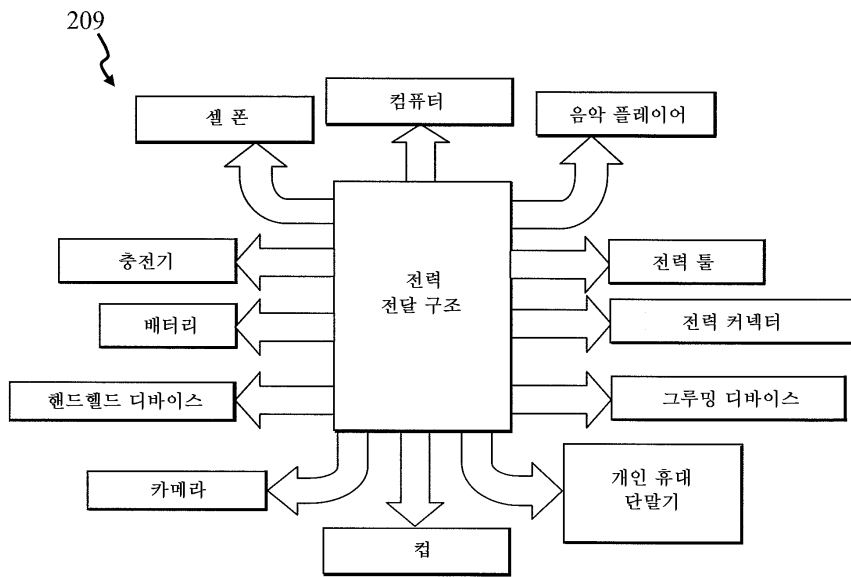 209
셀 폰
컴퓨터
음악 플레이어
충전기
전력 툴
전력
전달 구조
배터리
전력 커넥터
핸드헬드 디바이스
그루밍 디바이스
카메라
개인 휴대
단말기
컵